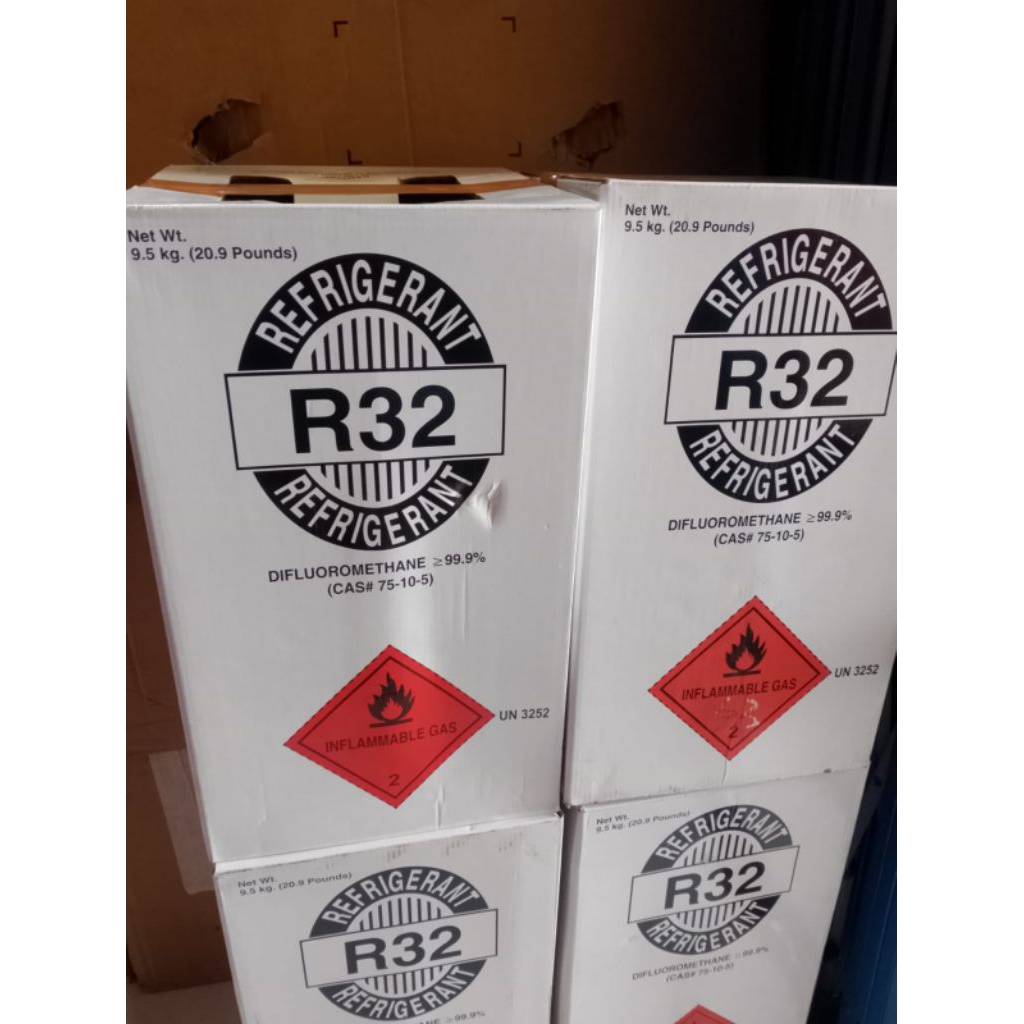 Net Wt.
9.5 kg. (20.9 Pounds)
REFRIGERANT
R32
REFRIGERANT
DIFLUOROMETHANE ≥99.9%
(CAS# 75-10-5)
INFLAMMABLE GAS
2
UN 3252
Net Wt.
9.5 kg. (20.9 Pounds)
REFRIGERANT
R32
REFRIGERANT
DIFLUOROMETHANE ≥99.9%
(CAS# 75-10-5)
INFLAMMABLE GAS
2
UN 3252
Net Wt.
9.5 kg. (20.9 Pounds)
REFRIGERANT
R32
REFRIGERANT
≥99.9%
Net Wt.
9.5 kg. (20.9 Pounds)
REFRIGERANT
R32
REFRIGERANT
DIFLUOROMETHANE ≥99.9%
(CAS# 75-10-5)